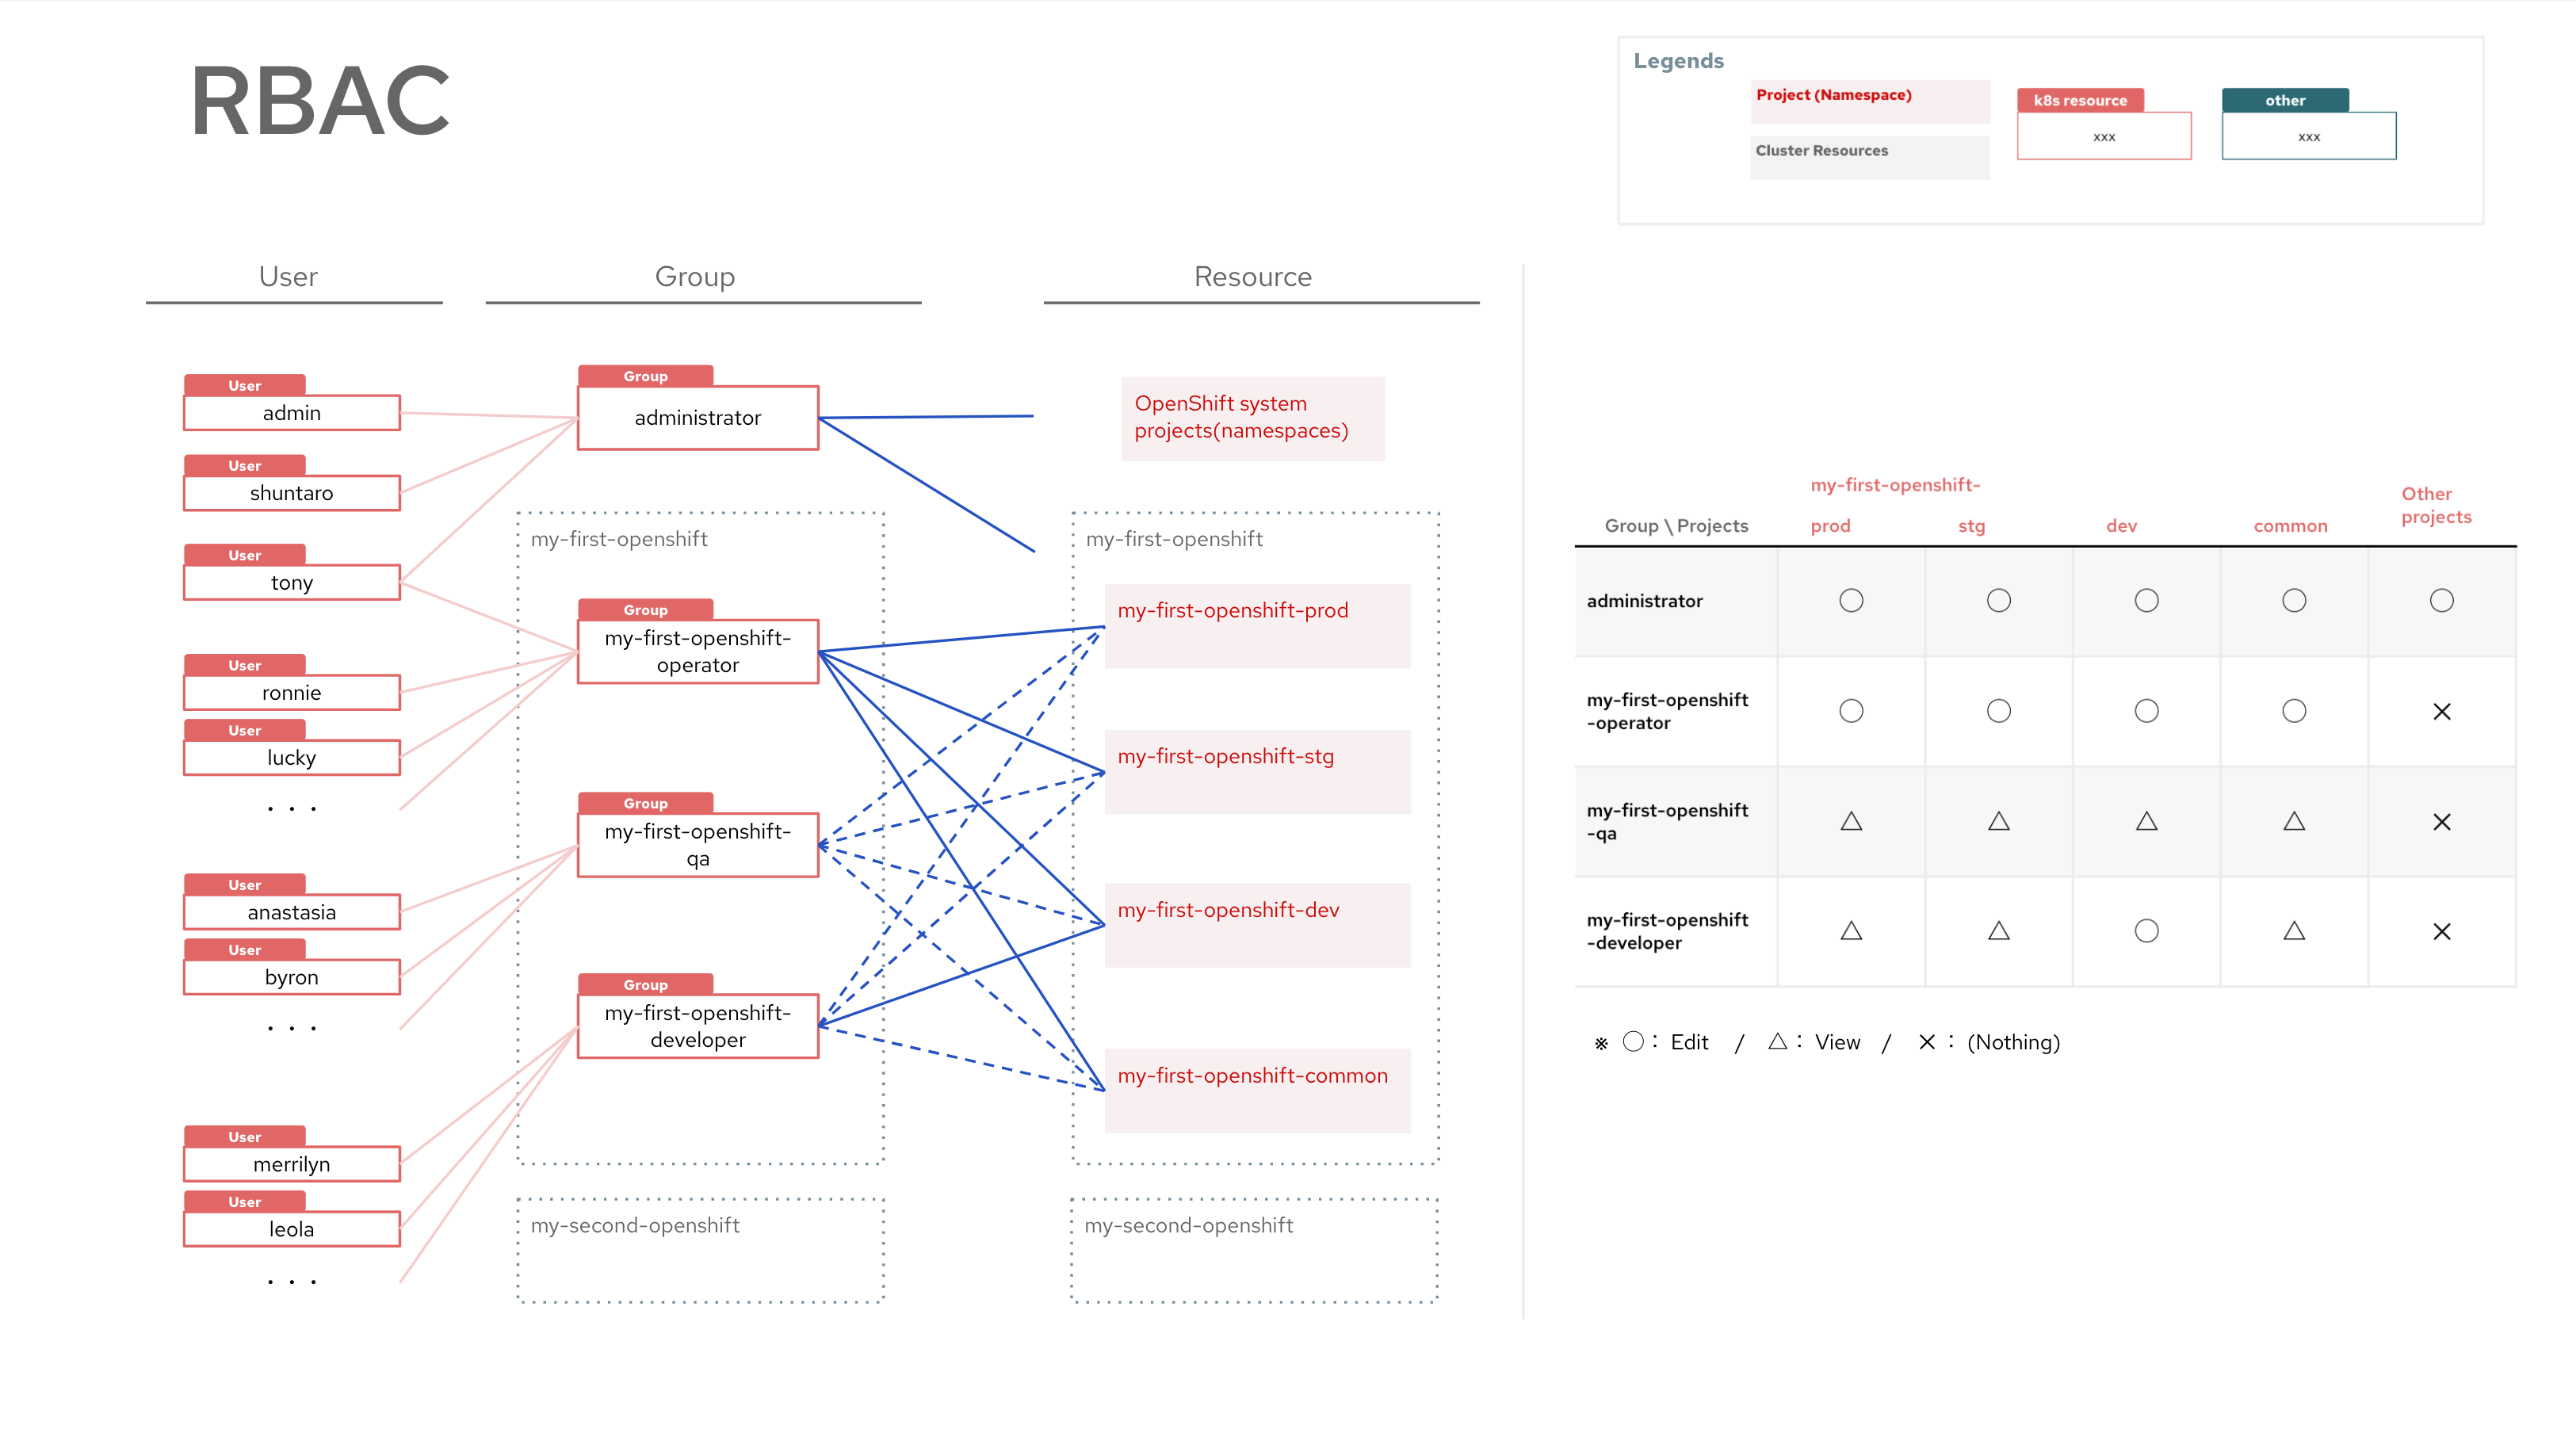 RBAC
Legends
Project (Namespace)
Cluster Resources
k8s resource
xxx
other
xxx
User
Group
Resource
User
admin
User
shuntaro
User
tony
User
ronnie
User
lucky
. . .
User
anastasia
User
byron
. . .
User
merrilyn
User
leola
. . .
Group
administrator
my-first-openshift
Group
my-first-openshift-
operator
Group
my-first-openshift-
qa
Group
my-first-openshift-
developer
my-second-openshift
OpenShift system
projects(namespaces)
my-first-openshift
my-first-openshift-prod
my-first-openshift-stg
my-first-openshift-dev
my-first-openshift-common
my-second-openshift
my-first-openshift-
Other
projects
Group \ Projects prod stg dev common
administrator ○ ○ ○ ○ ○
my-first-openshift
-operator ○ ○ ○ ○ ×
my-first-openshift
-qa △ △ △ △ ×
my-first-openshift
-developer △ △ ○ △ ×
※ ○ : Edit / △ : View / × : (Nothing)